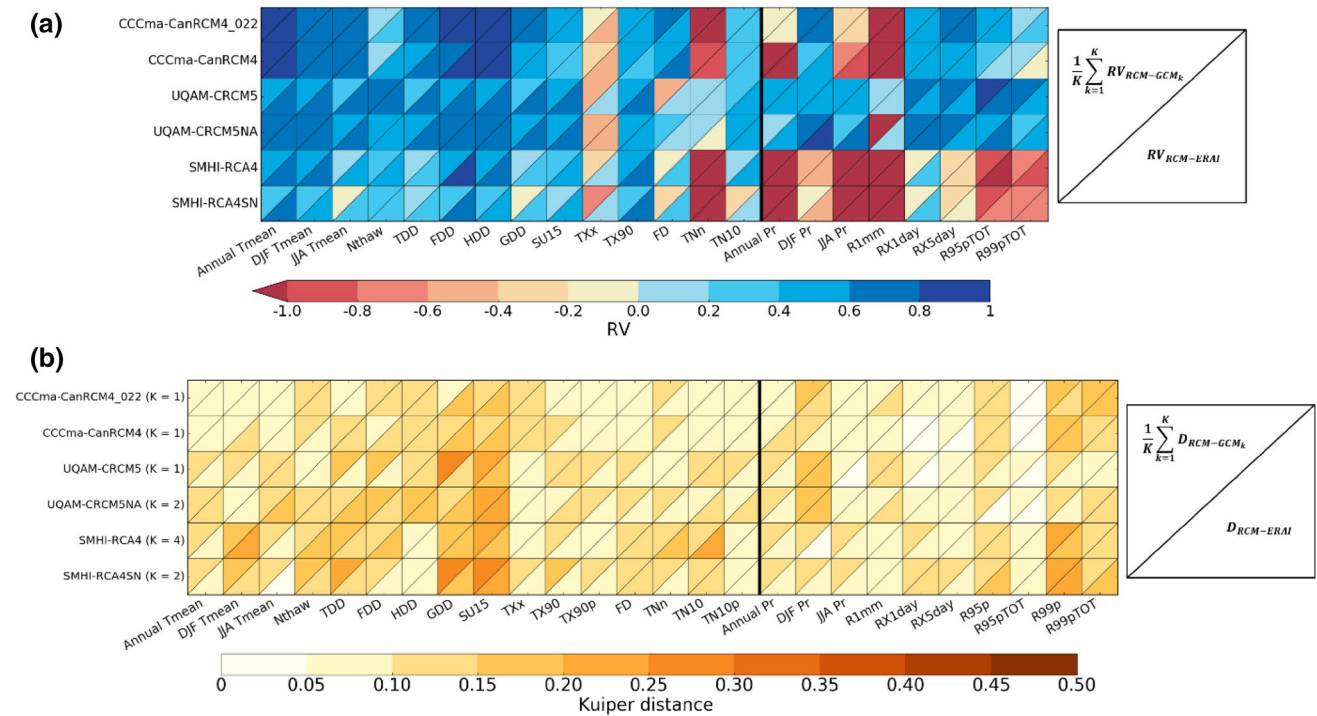 (a)
CCCma-CanRCM4_022
CCCma-CanRCM4
UQAM-CRCM5
UQAM-CRCM5NA
SMHI-RCA4
SMHI-RCA4SN
Annual Tmean
DJF Tmean
JJA Tmean
Nthaw
TDD
FDD
HDD
GDD
SU15
TXx
TX90
FD
TNn
TN10
Annual Pr
DJF Pr
JJA Pr
R1mm
RX1day
RX5day
R95pTOT
R99pTOT
-1.0 -0.8 -0.6 -0.4 -0.2 0.0 0.2 0.4 0.6 0.8 1
RV
1/K ∑ k=1 K RV RCM-GCMk
RV RCM-ERAI
(b)
CCCma-CanRCM4_022 (K = 1)
CCCma-CanRCM4 (K = 1)
UQAM-CRCM5 (K = 1)
UQAM-CRCM5NA (K = 2)
SMHI-RCA4 (K = 4)
SMHI-RCA4SN (K = 2)
Annual Tmean
DJF Tmean
JJA Tmean
Nthaw
TDD
FDD
HDD
GDD
SU15
TXx
TX90
TX90p
FD
TNn
TN10
TN10p
Annual Pr
DJF Pr
JJA Pr
R1mm
RX1day
RX5day
R95p
R95pTOT
R99p
R99pTOT
0 0.05 0.10 0.15 0.20 0.25 0.30 0.35 0.40 0.45 0.50
Kuiper distance
1/K ∑ k=1 K D RCM-GCMk
D RCM-ERAI